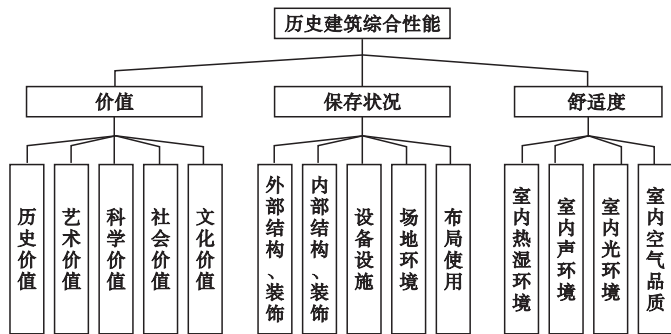 历史建筑综合性能
价值
保存状况
舒适度
历史价值
艺术价值
科学价值
社会价值
文化价值
外部结构、装饰
内部结构、装饰
设备设施
场地环境
布局使用
室内热湿环境
室内声环境
室内光环境
室内空气品质